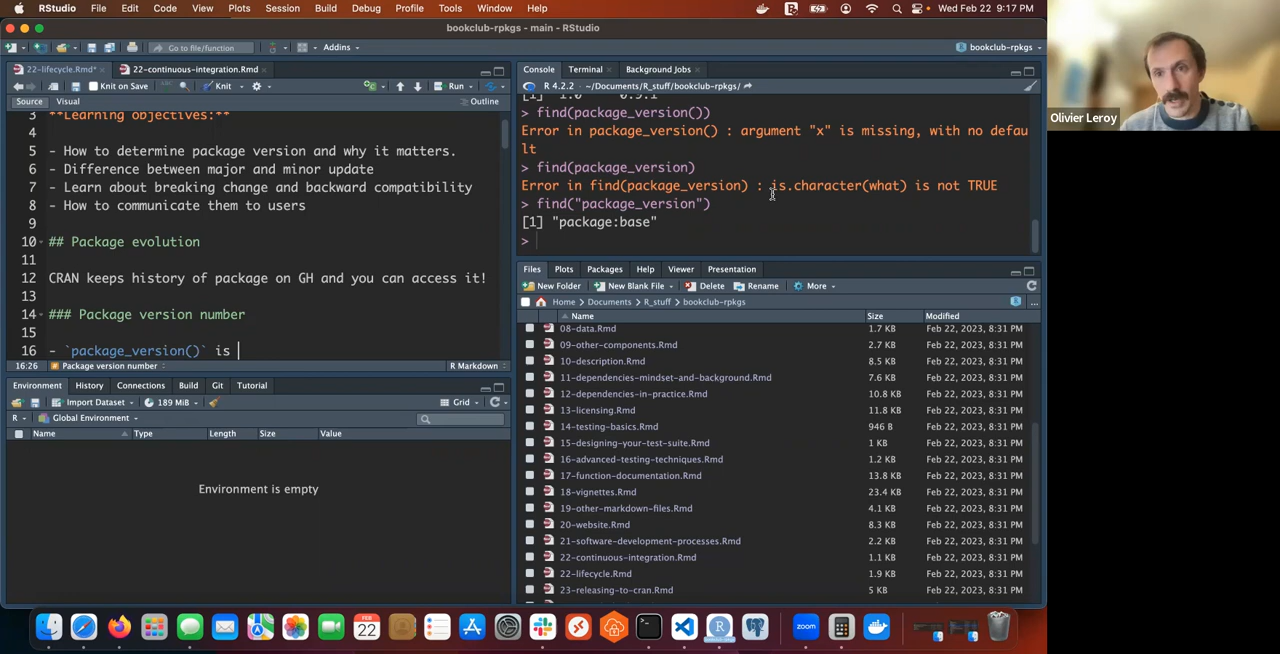 RStudio File Edit Code View Plots Session Build Debug Profile Tools Window Help Wed Feb 22 9:17 PM
bookclub-rpkgs - main - RStudio
Go to file/function Addins bookclub-rpkgs
22-lifecycle.Rmd* 22-continuous-integration.Rmd
Knit on Save Knit Run
Source Visual Outline
3 **Learning objectives:**
4
5 - How to determine package version and why it matters.
6 - Difference between major and minor update
7 - Learn about breaking change and backward compatibility
8 - How to communicate them to users
9
10 ## Package evolution
11
12 CRAN keeps history of package on GH and you can access it!
13
14 ### Package version number
15
16 - `package_version()` is
16:26 Package version number R Markdown
Environment History Connections Build Git Tutorial
Import Dataset 189 MiB Grid
R Global Environment
Name Type Length Size Value
Environment is empty
Console Terminal Background Jobs
R 4.2.2 . ~/Documents/R_stuff/bookclub-rpkgs/
> find(package_version())
Error in package_version() : argument "x" is missing, with no defau
lt
> find(package_version)
Error in find(package_version) : is.character(what) is not TRUE
> find("package_version")
[1] "package:base"
>
Files Plots Packages Help Viewer Presentation
New Folder New Blank File Delete Rename More
Home Documents R_stuff bookclub-rpkgs
Name Size Modified
08-data.Rmd 1.7 KB Feb 22, 2023, 8:31 PM
09-other-components.Rmd 2.7 KB Feb 22, 2023, 8:31 PM
10-description.Rmd 8.5 KB Feb 22, 2023, 8:31 PM
11-dependencies-mindset-and-background.Rmd 7.6 KB Feb 22, 2023, 8:31 PM
12-dependencies-in-practice.Rmd 10.8 KB Feb 22, 2023, 8:31 PM
13-licensing.Rmd 11.8 KB Feb 22, 2023, 8:31 PM
14-testing-basics.Rmd 946 B Feb 22, 2023, 8:31 PM
15-designing-your-test-suite.Rmd 1 KB Feb 22, 2023, 8:31 PM
16-advanced-testing-techniques.Rmd 1.2 KB Feb 22, 2023, 8:31 PM
17-function-documentation.Rmd 13.8 KB Feb 22, 2023, 8:31 PM
18-vignettes.Rmd 23.4 KB Feb 22, 2023, 8:31 PM
19-other-markdown-files.Rmd 4.1 KB Feb 22, 2023, 8:31 PM
20-website.Rmd 8.3 KB Feb 22, 2023, 8:31 PM
21-software-development-processes.Rmd 2.2 KB Feb 22, 2023, 8:31 PM
22-continuous-integration.Rmd 1.1 KB Feb 22, 2023, 8:31 PM
22-lifecycle.Rmd 1.9 KB Feb 22, 2023, 8:31 PM
23-releasing-to-cran.Rmd 5 KB Feb 22, 2023, 8:31 PM
FEB
22
zoom
Olivier Leroy